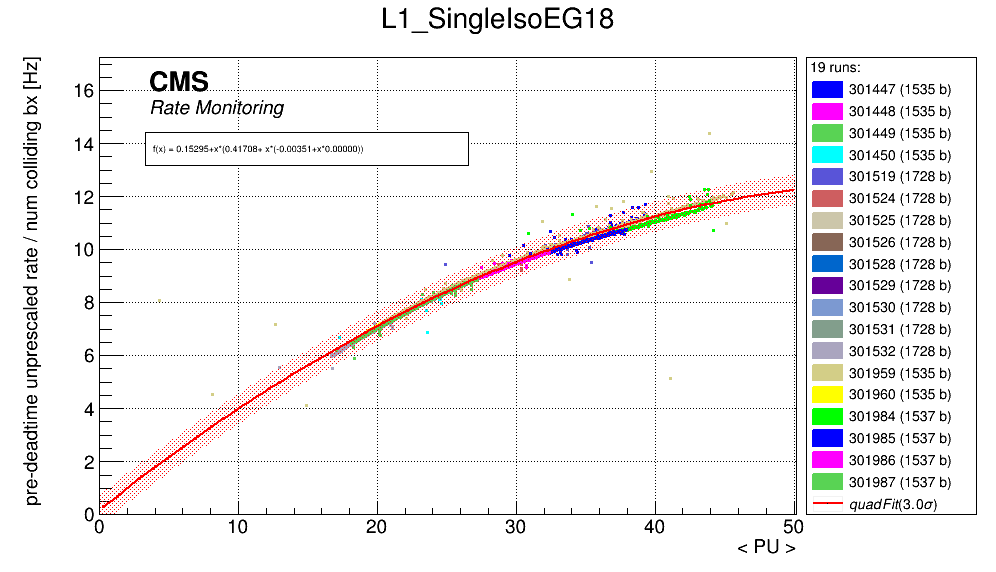 L1_SingleIsoEG18
pre-deadtime unprescaled rate / num colliding bx [Hz]
CMS
Rate Monitoring
f(x) = 0.15295+x*(0.41708+ x*(-0.00351+x*0.00000))
16
14
12
10
8
6
4
2
0
0 10 20 30 40 50
< PU >
19 runs:
301447 (1535 b)
301448 (1535 b)
301449 (1535 b)
301450 (1535 b)
301519 (1728 b)
301524 (1728 b)
301525 (1728 b)
301526 (1728 b)
301528 (1728 b)
301529 (1728 b)
301530 (1728 b)
301531 (1728 b)
301532 (1728 b)
301959 (1535 b)
301960 (1535 b)
301984 (1537 b)
301985 (1537 b)
301986 (1537 b)
301987 (1537 b)
quadFit(3.0σ)